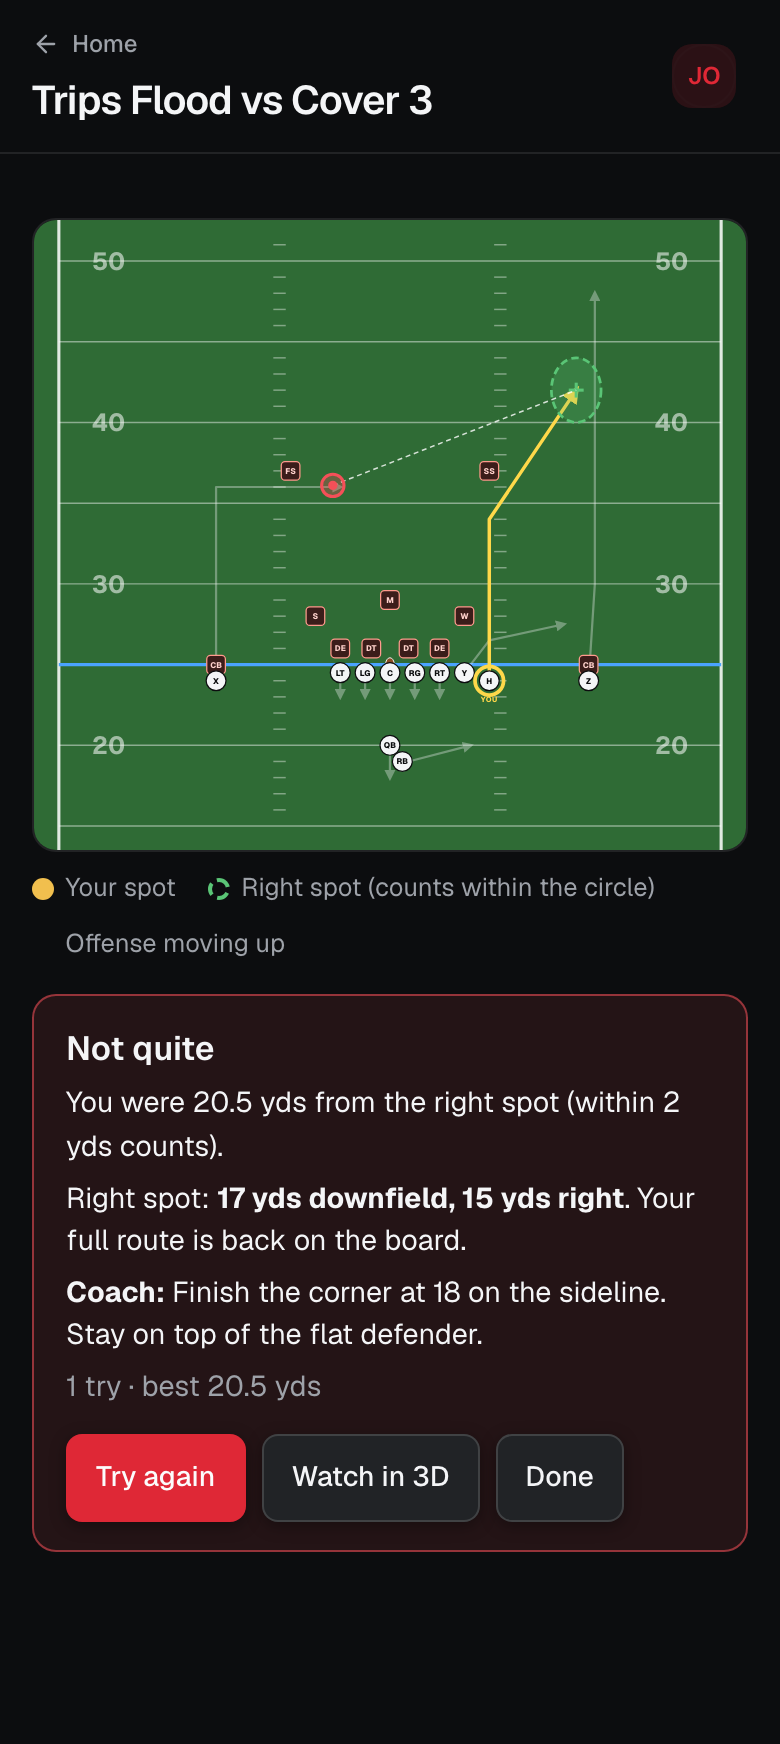 Home
Trips Flood vs Cover 3
JO
50 50
40 40
FS SS
30 30
M
S W
DE DT DT DE
CB CB
X LT LG C RG RT Y H Z
YOU
20 QB 20
RB
Your spot Right spot (counts within the circle)
Offense moving up
Not quite
You were 20.5 yds from the right spot (within 2
yds counts).
Right spot: 17 yds downfield, 15 yds right. Your
full route is back on the board.
Coach: Finish the corner at 18 on the sideline.
Stay on top of the flat defender.
1 try · best 20.5 yds
Try again Watch in 3D Done